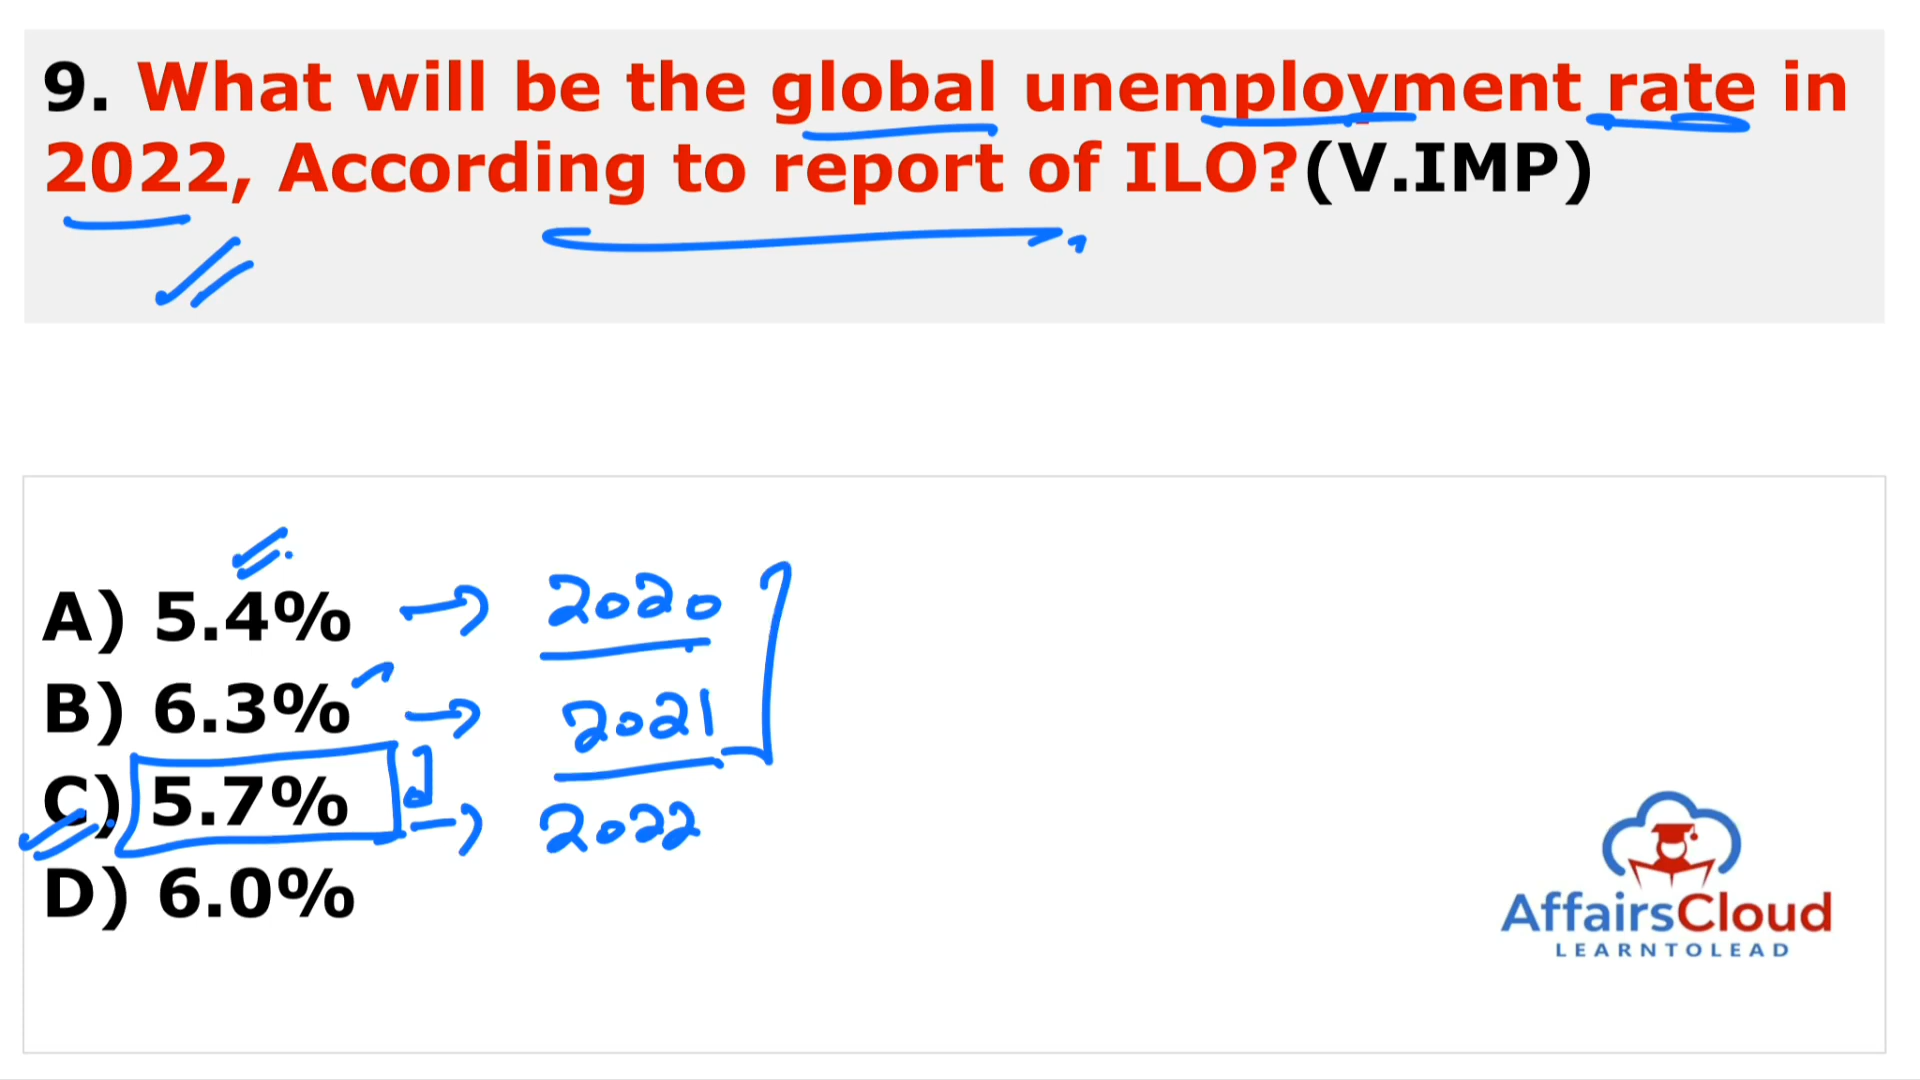 9. What will be the global unemployment rate in
2022, According to report of ILO?(V.IMP)
A) 5.4% → 2020
B) 6.3% → 2021
C) 5.7% → 2022
D) 6.0%
AffairsCloud
LEARNTOLEAD